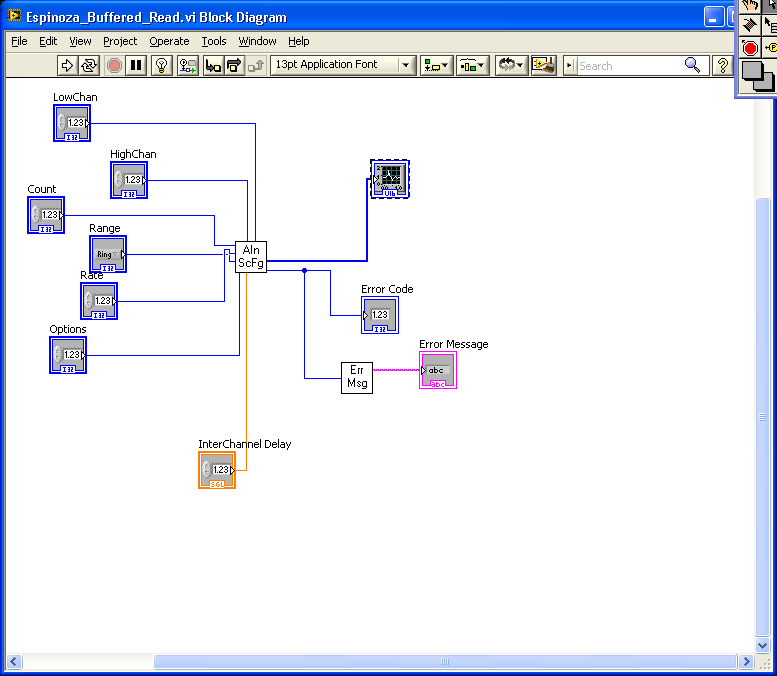 Espinoza_Buffered_Read.vi Block Diagram
File Edit View Project Operate Tools Window Help
13pt Application Font
Search
?
LowChan
1.23
I32
HighChan
1.23
I32
Count
1.23
I32
Range
Ring
I32
Rate
1.23
I32
Options
1.23
I32
AIn
ScFg
Error Code
1.23
I32
Error Message
abc
abc
Err
Msg
InterChannel Delay
1.23
SGL